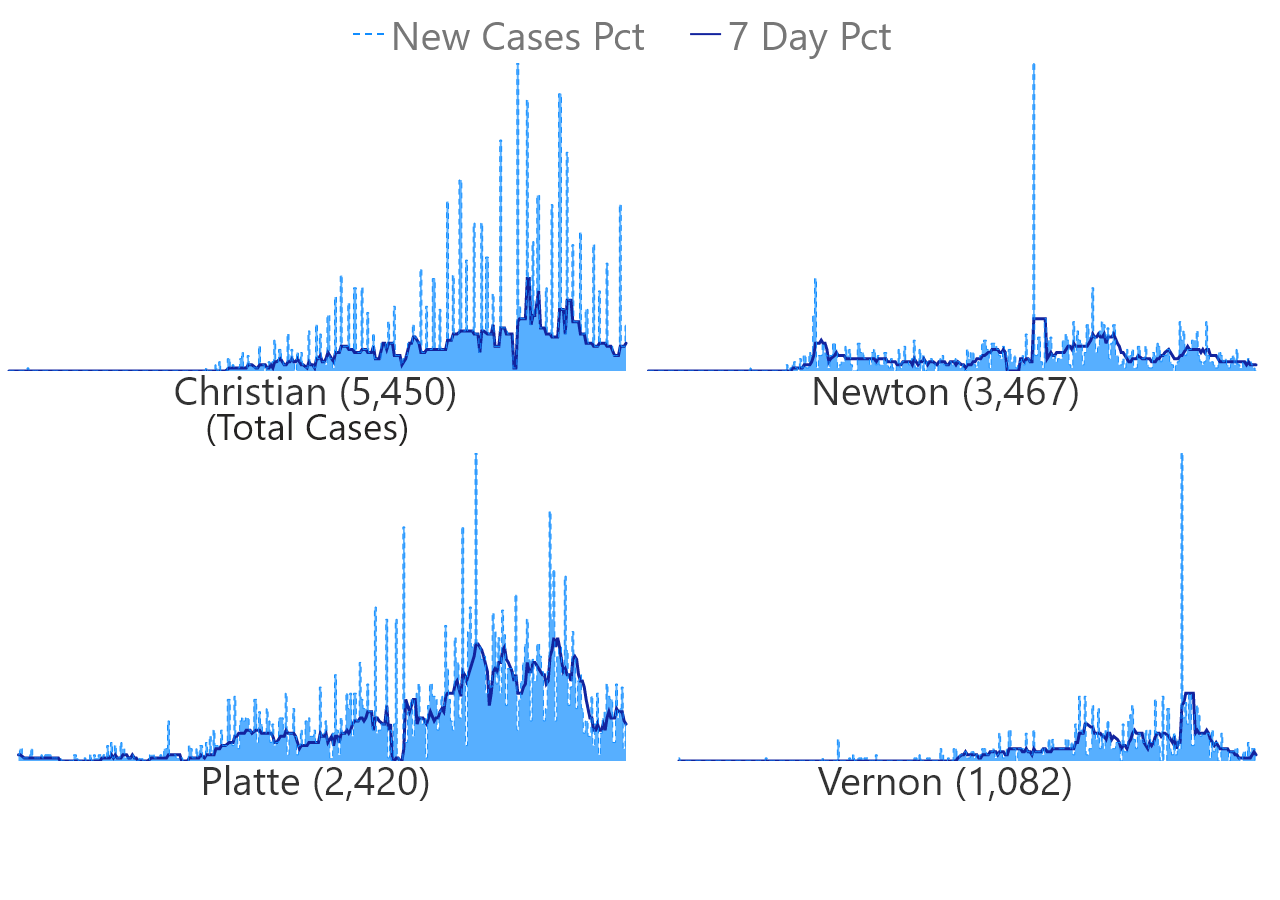 New Cases Pct 7 Day Pct
Christian (5,450)
(Total Cases)
Newton (3,467)
Platte (2,420)
Vernon (1,082)